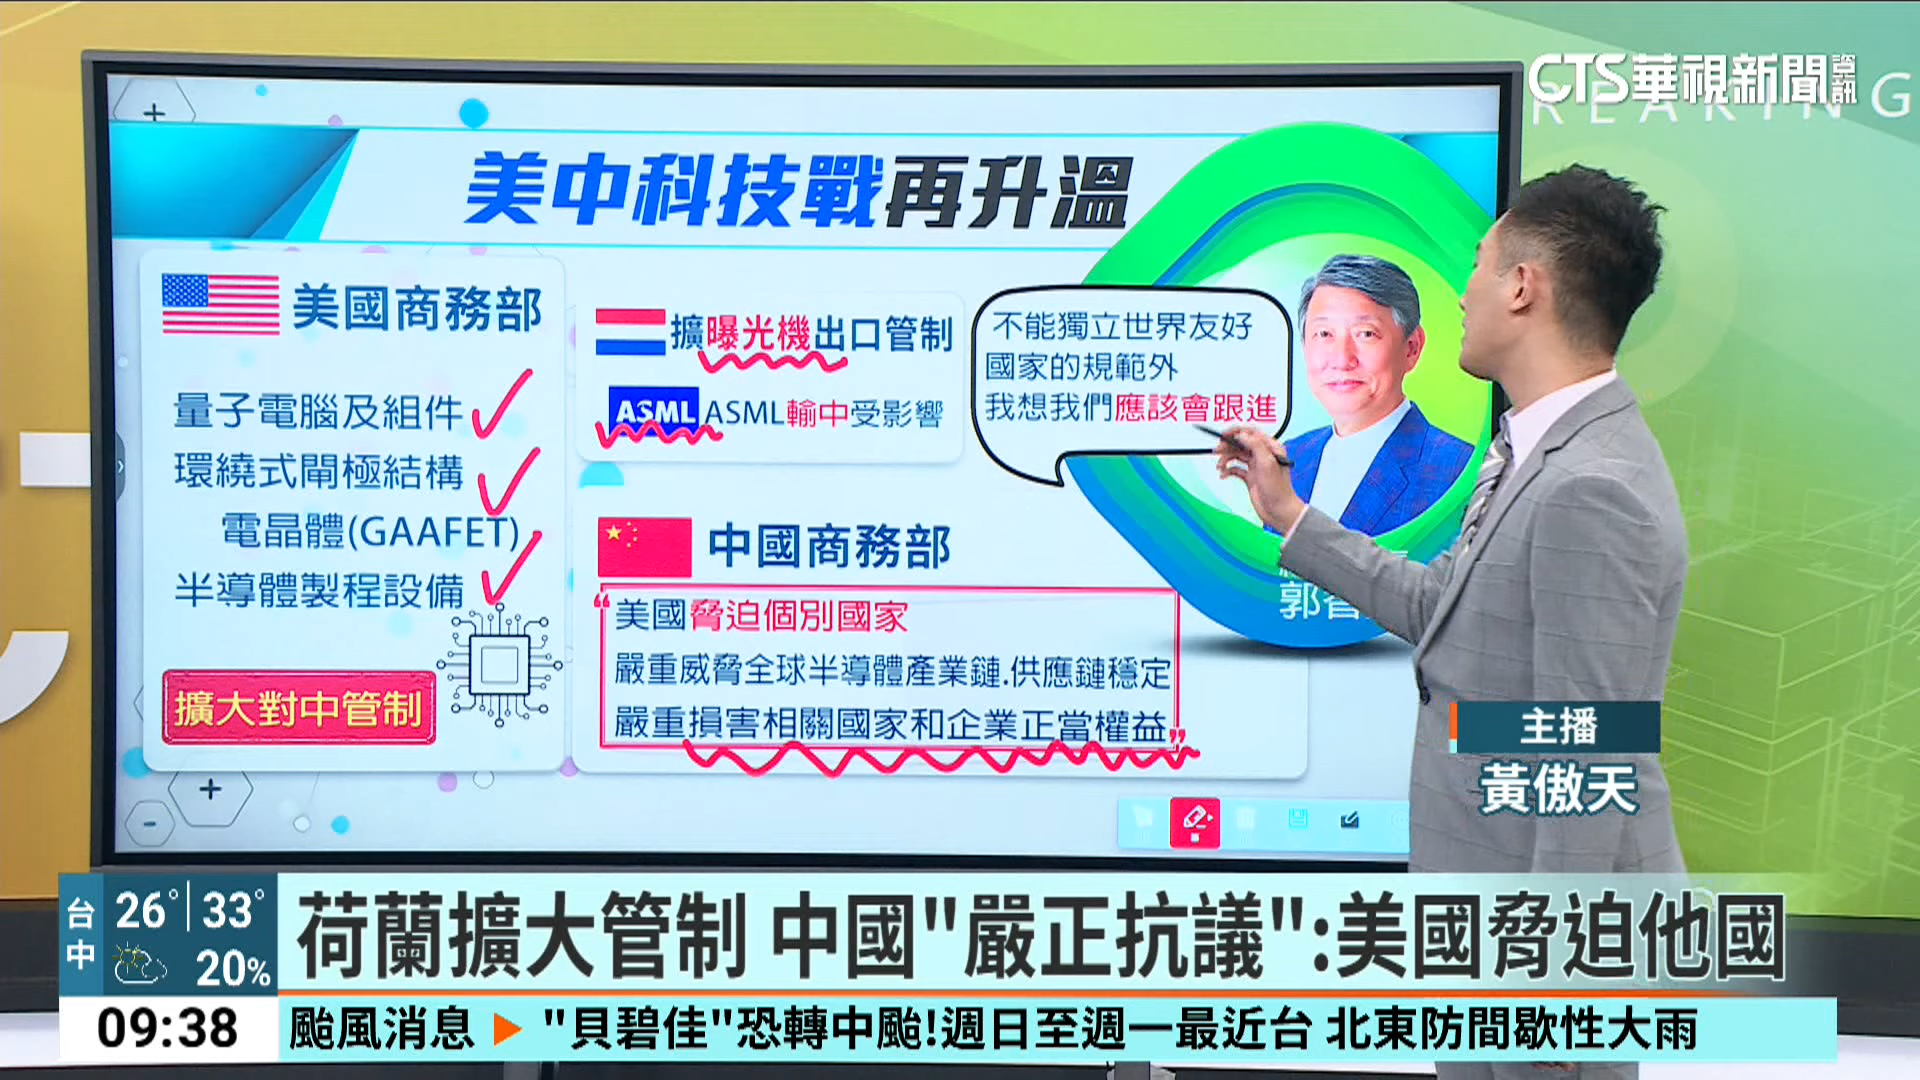 CTS華視新聞資訊
REAKING
美中科技戰再升溫
美國商務部
量子電腦及組件
環繞式閘極結構
電晶體(GAAFET)
半導體製程設備
擴大對中管制
擴曝光機出口管制
ASML ASML輸中受影響
不能獨立世界友好
國家的規範外
我想我們應該會跟進
中國商務部
“美國脅迫個別國家
嚴重威脅全球半導體產業鏈.供應鏈穩定
嚴重損害相關國家和企業正當權益”
郭智
主播
黃傲天
台中
26° 33°
20%
荷蘭擴大管制 中國"嚴正抗議":美國脅迫他國
09:38
颱風消息 "貝碧佳"恐轉中颱!週日至週一最近台 北東防間歇性大雨